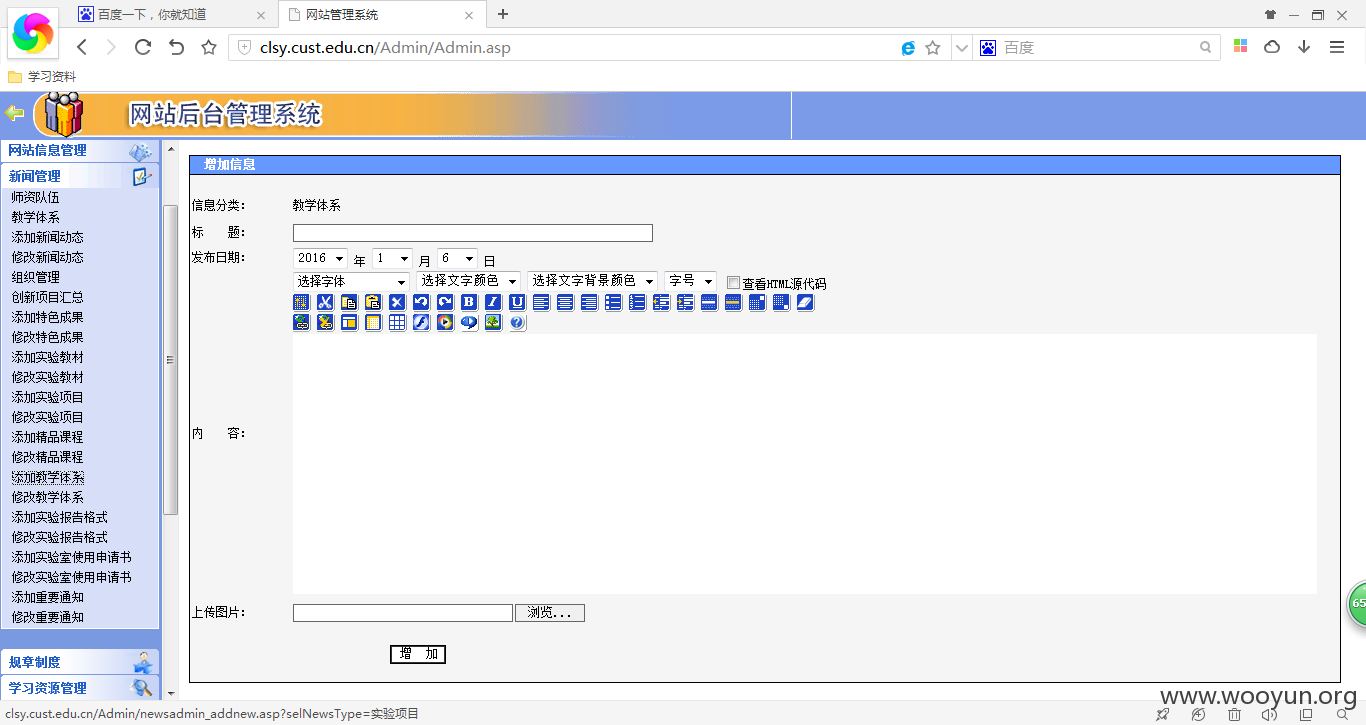 百度一下，你就知道
网站管理系统
clsy.cust.edu.cn/Admin/Admin.asp
百度
学习资料
网站后台管理系统
网站信息管理
新闻管理
师资队伍
教学体系
添加新闻动态
修改新闻动态
组织管理
创新项目汇总
添加特色成果
修改特色成果
添加实验教材
修改实验教材
添加实验项目
修改实验项目
添加精品课程
修改精品课程
添加教学体系
修改教学体系
添加实验报告格式
修改实验报告格式
添加实验室使用申请书
修改实验室使用申请书
添加重要通知
修改重要通知
规章制度
学习资源管理
增加信息
信息分类： 教学体系
标 题：
发布日期： 2016 年 1 月 6 日
选择字体 选择文字颜色 选择文字背景颜色 字号 查看HTML源代码
B I U
内 容：
上传图片： 浏览...
增 加
65
www.wooyun.org
clsy.cust.edu.cn/Admin/newsadmin_addnew.asp?selNewsType=实验项目